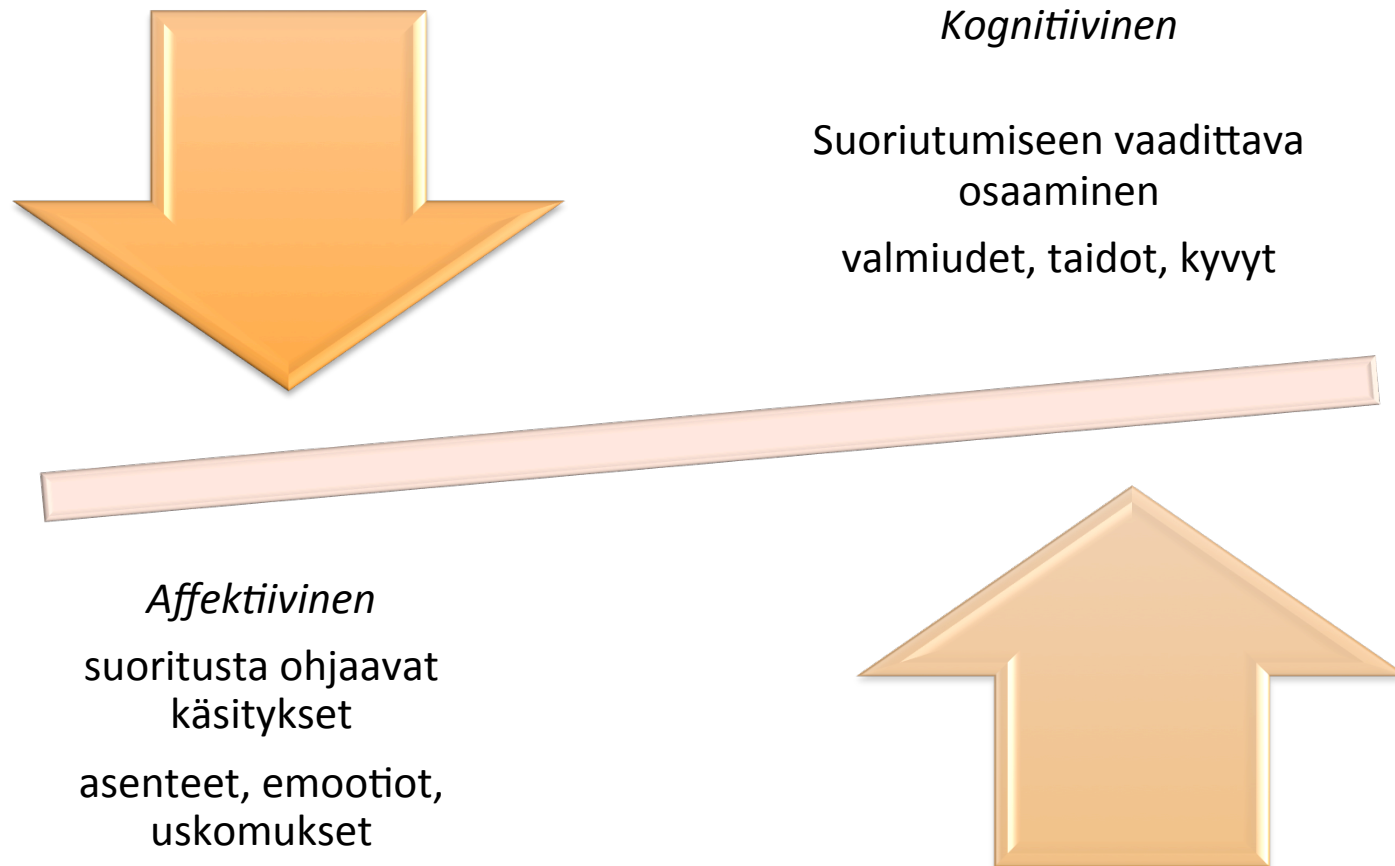 Kognitiivinen
Suoriutumiseen vaadittava
osaaminen
valmiudet, taidot, kyvyt
Affektiivinen
suoritusta ohjaavat
käsitykset
asenteet, emootiot,
uskomukset